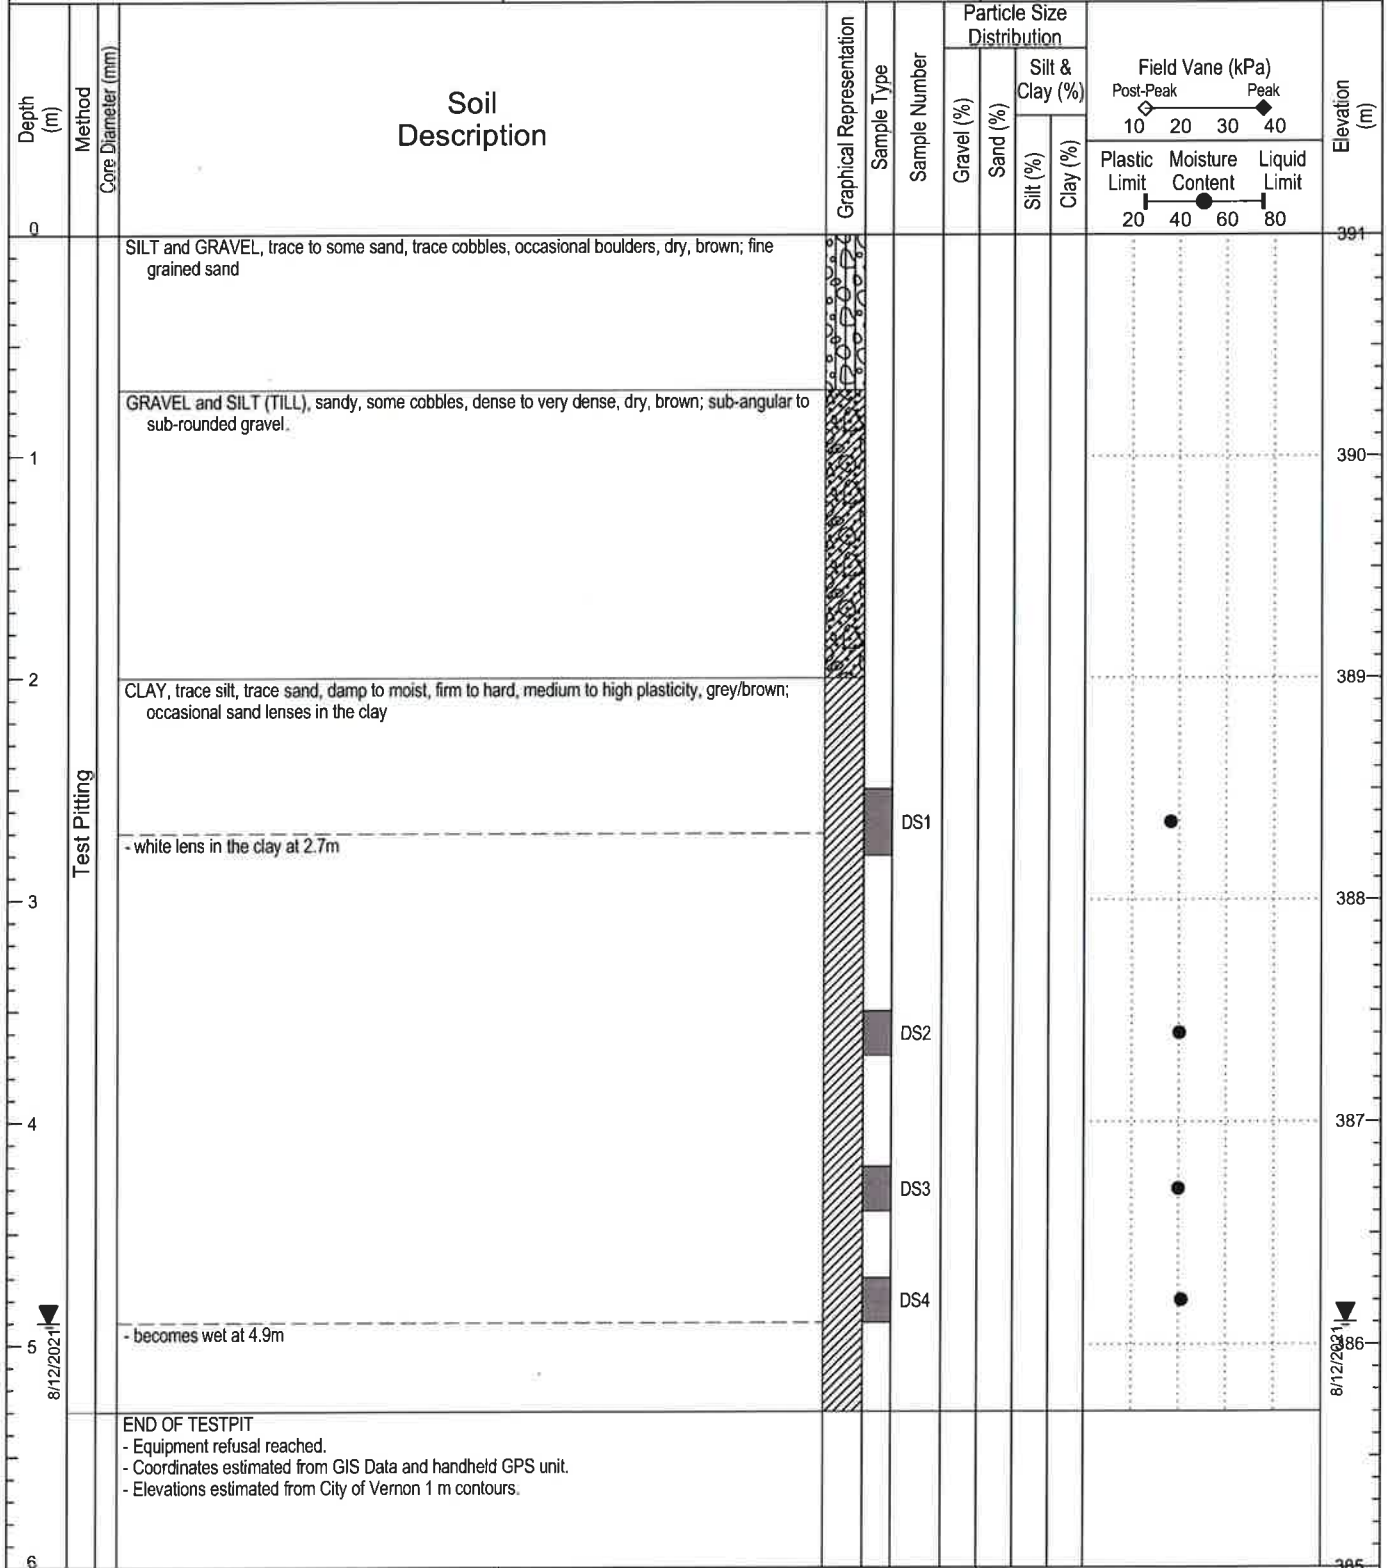 Depth
(m)
Method
Core Diameter (mm)
Soil
Description
Graphical Representation
Sample Type
Sample Number
Particle Size
Distribution
Gravel (%)
Sand (%)
Silt &
Clay (%)
Silt (%)
Clay (%)
Field Vane (kPa)
Post-Peak Peak
10 20 30 40
Plastic Moisture Liquid
Limit Content Limit
20 40 60 80
Elevation
(m)
0
391
SILT and GRAVEL, trace to some sand, trace cobbles, occasional boulders, dry, brown; fine
grained sand
GRAVEL and SILT (TILL), sandy, some cobbles, dense to very dense, dry, brown; sub-angular to
sub-rounded gravel.
1
390
2
389
CLAY, trace silt, trace sand, damp to moist, firm to hard, medium to high plasticity, grey/brown;
occasional sand lenses in the clay
Test Pitting
DS1
- white lens in the clay at 2.7m
3
388
DS2
4
387
DS3
DS4
- becomes wet at 4.9m
5
386
8/12/2021
8/12/2021
END OF TESTPIT
- Equipment refusal reached.
- Coordinates estimated from GIS Data and handheld GPS unit.
- Elevations estimated from City of Vernon 1 m contours.
6
385